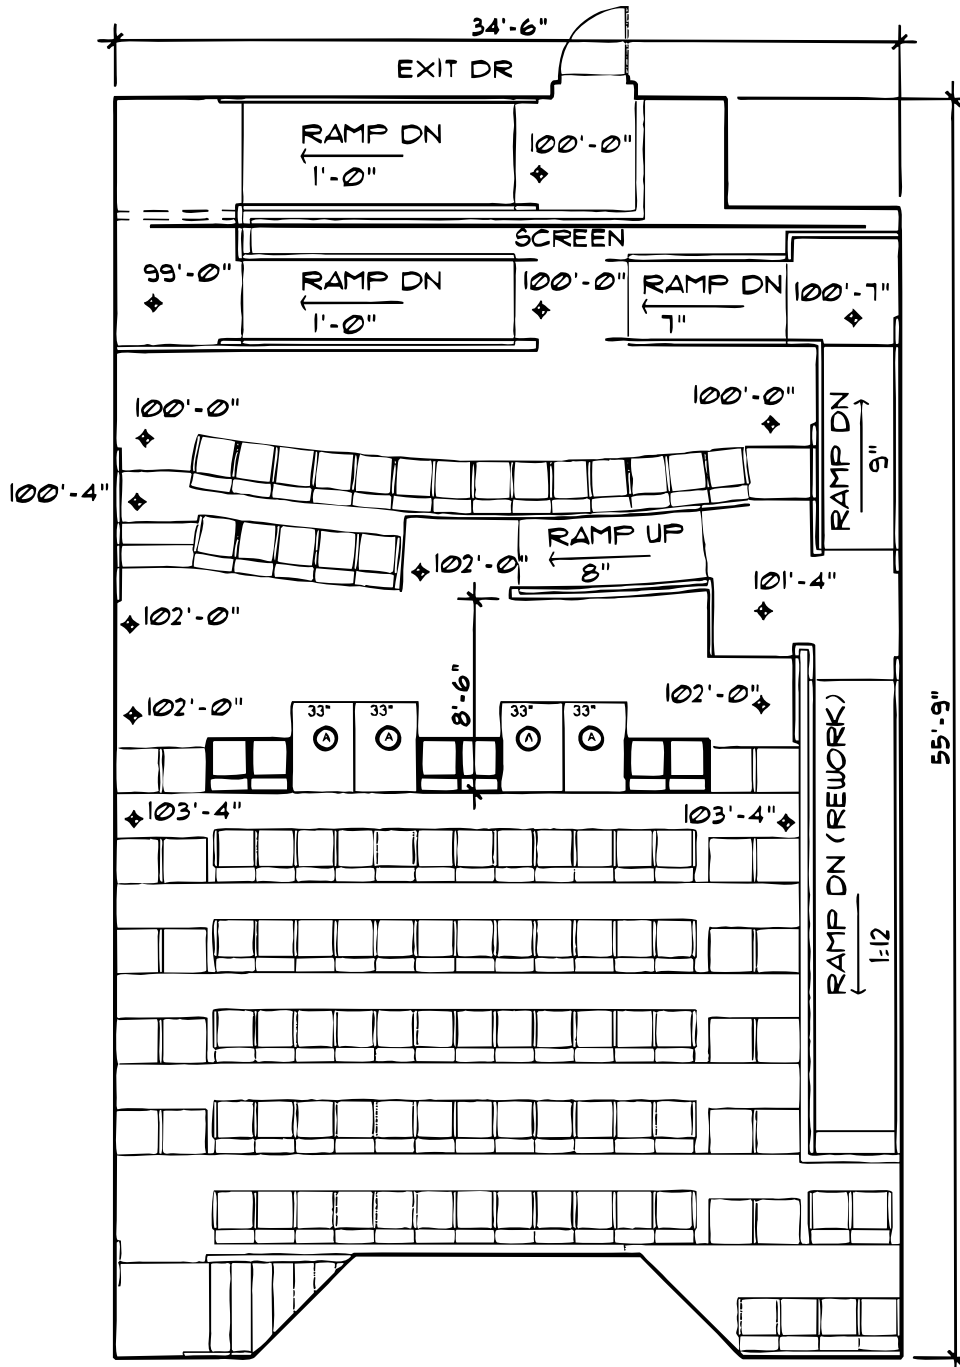 34'-6"
EXIT DR
RAMP DN
1'-0"
100'-0"
SCREEN
99'-0"
RAMP DN
1'-0"
100'-0"
RAMP DN
7"
100'-7"
100'-0"
100'-0"
RAMP DN
9"
100'-4"
RAMP UP
8"
102'-0"
101'-4"
102'-0"
8'-6"
102'-0"
102'-0"
33"
33"
33"
33"
A
A
A
A
55'-9"
103'-4"
103'-4"
RAMP DN (REWORK)
1:12